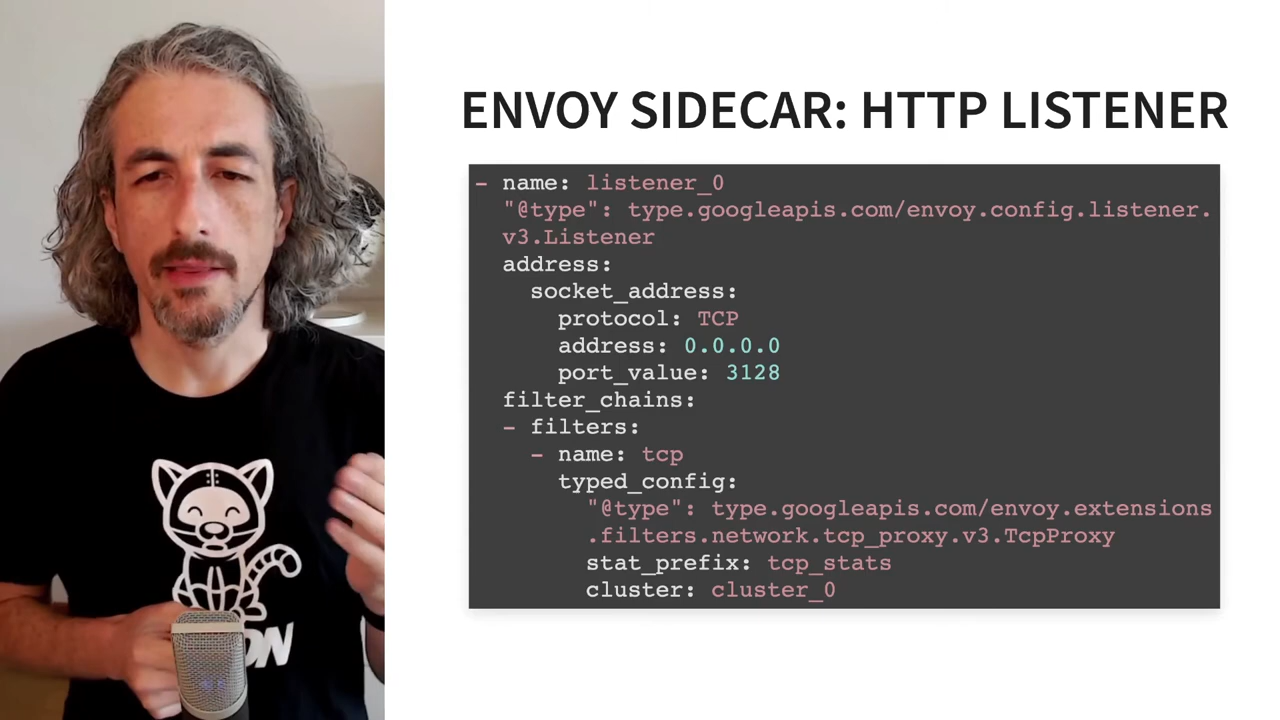 ENVOY SIDECAR: HTTP LISTENER
- name: listener_0
"@type": type.googleapis.com/envoy.config.listener.
v3.Listener
address:
socket_address:
protocol: TCP
address: 0.0.0.0
port_value: 3128
filter_chains:
- filters:
- name: tcp
typed_config:
"@type": type.googleapis.com/envoy.extensions
.filters.network.tcp_proxy.v3.TcpProxy
stat_prefix: tcp_stats
cluster: cluster_0